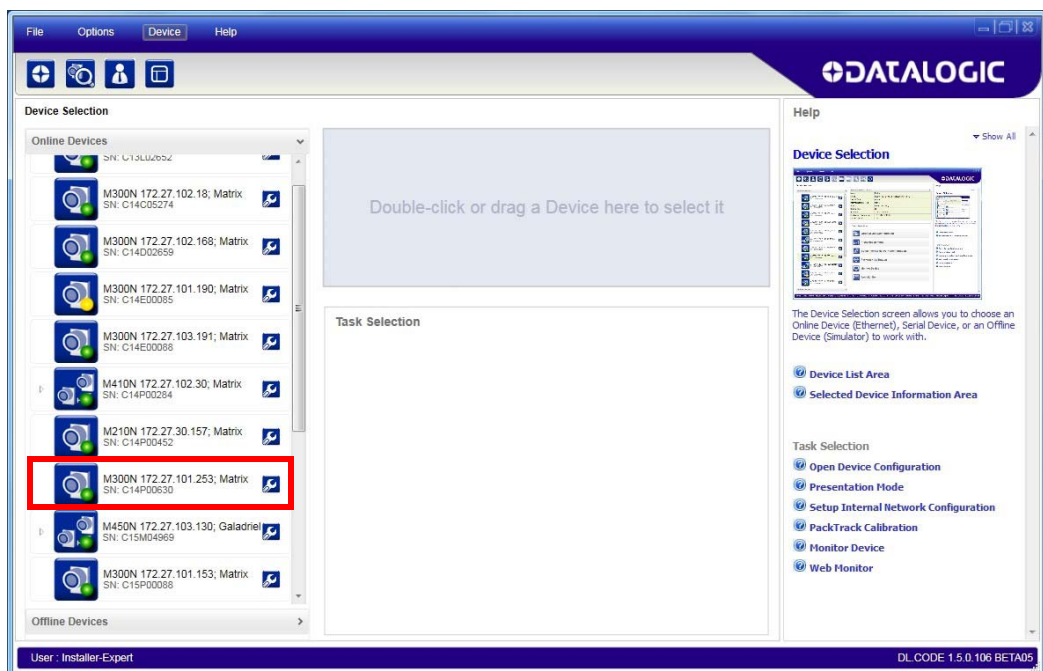 File Options Device Help
DATALOGIC
Device Selection
Online Devices
SN: C13L02652
M300N 172.27.102.18; Matrix
SN: C14C05274
M300N 172.27.102.168; Matrix
SN: C14D02659
M300N 172.27.101.190; Matrix
SN: C14E00085
M300N 172.27.103.191; Matrix
SN: C14E00088
M410N 172.27.102.30; Matrix
SN: C14P00284
M210N 172.27.30.157; Matrix
SN: C14P00452
M300N 172.27.101.253; Matrix
SN: C14P00630
M450N 172.27.103.130; Galadriel
SN: C15M04969
M300N 172.27.101.153; Matrix
SN: C15P00088
Offline Devices
Double-click or drag a Device here to select it
Task Selection
Help
Show All
Device Selection
DATALOGIC
The Device Selection screen allows you to choose an
Online Device (Ethernet), Serial Device, or an Offline
Device (Simulator) to work with.
Device List Area
Selected Device Information Area
Task Selection
Open Device Configuration
Presentation Mode
Setup Internal Network Configuration
PackTrack Calibration
Monitor Device
Web Monitor
User : Installer-Expert
DL.CODE 1.5.0.106 BETA05